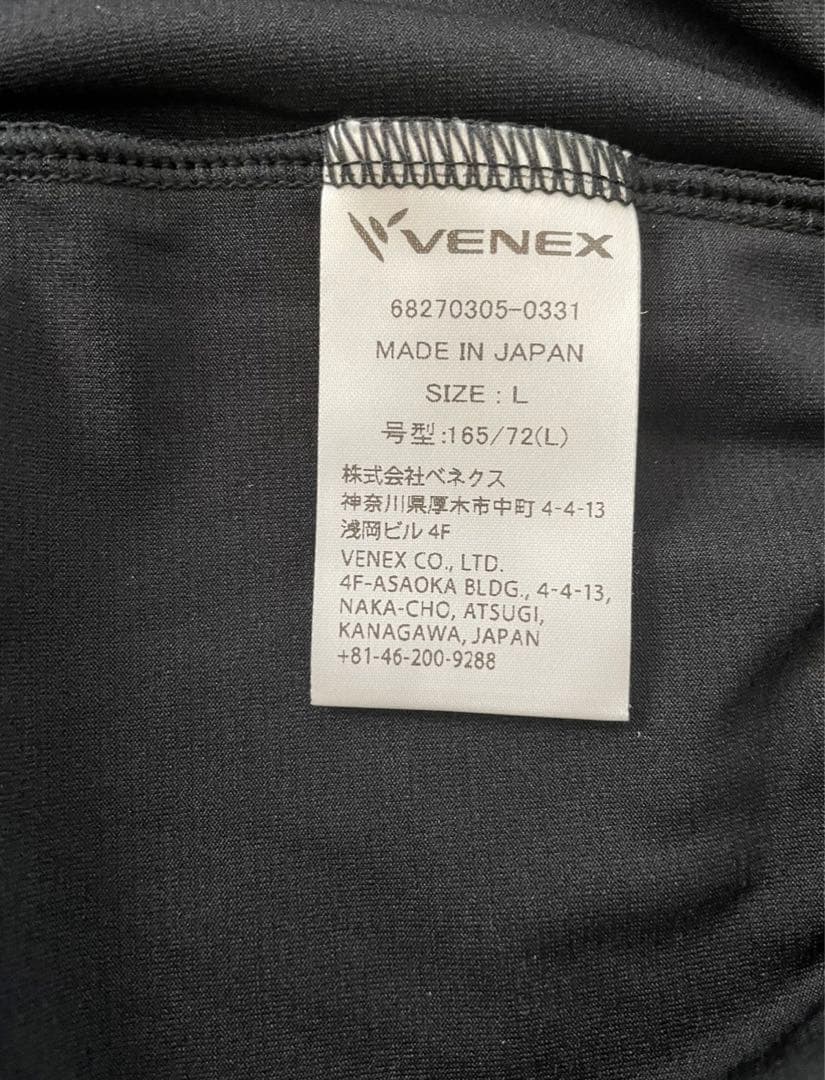 VENEX
68270305-0331
MADE IN JAPAN
SIZE : L
号型:165/72(L)
株式会社ベネクス
神奈川県厚木市中町 4-4-13
浅岡ビル 4F
VENEX CO., LTD.
4F-ASAOKA BLDG., 4-4-13,
NAKA-CHO, ATSUGI,
KANAGAWA, JAPAN
+81-46-200-9288